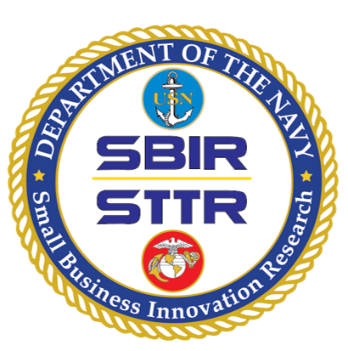 DEPARTMENT OF THE NAVY
USN
SBIR
STTR
Small Business Innovation Research